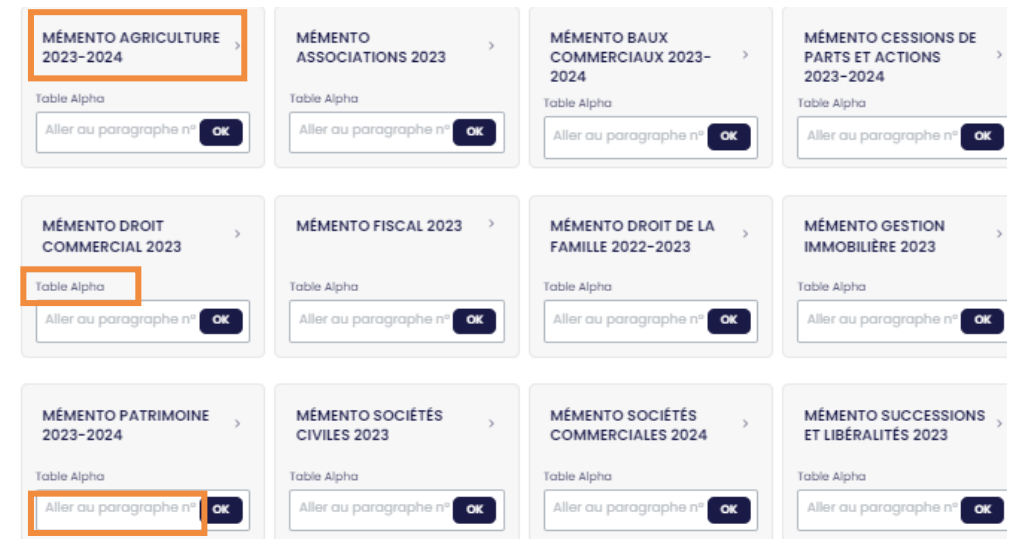 MÉMENTO AGRICULTURE
2023-2024
Table Alpha
Aller au paragraphe n° OK
MÉMENTO
ASSOCIATIONS 2023
Table Alpha
Aller au paragraphe n° OK
MÉMENTO BAUX
COMMERCIAUX 2023-
2024
Table Alpha
Aller au paragraphe n° OK
MÉMENTO CESSIONS DE
PARTS ET ACTIONS
2023-2024
Table Alpha
Aller au paragraphe n° OK
MÉMENTO DROIT
COMMERCIAL 2023
Table Alpha
Aller au paragraphe n° OK
MÉMENTO FISCAL 2023
Table Alpha
Aller au paragraphe n° OK
MÉMENTO DROIT DE LA
FAMILLE 2022-2023
Table Alpha
Aller au paragraphe n° OK
MÉMENTO GESTION
IMMOBILIÈRE 2023
Table Alpha
Aller au paragraphe n° OK
MÉMENTO PATRIMOINE
2023-2024
Table Alpha
Aller au paragraphe n° OK
MÉMENTO SOCIÉTÉS
CIVILES 2023
Table Alpha
Aller au paragraphe n° OK
MÉMENTO SOCIÉTÉS
COMMERCIALES 2024
Table Alpha
Aller au paragraphe n° OK
MÉMENTO SUCCESSIONS
ET LIBÉRALITÉS 2023
Table Alpha
Aller au paragraphe n° OK